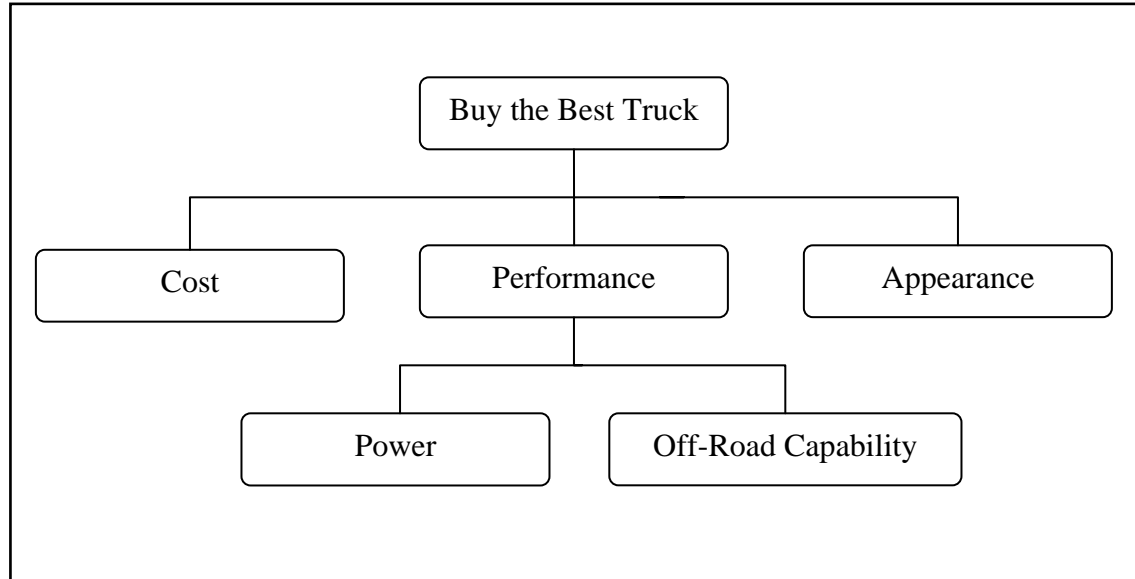 Buy the Best Truck
Cost
Performance
Appearance
Power
Off-Road Capability